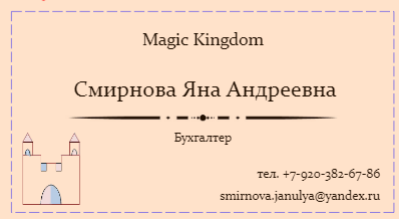 Magic Kingdom
Смирнова Яна Андреевна
Бухгалтер
тел. +7-920-382-67-86
smirnova.janulya@yandex.ru